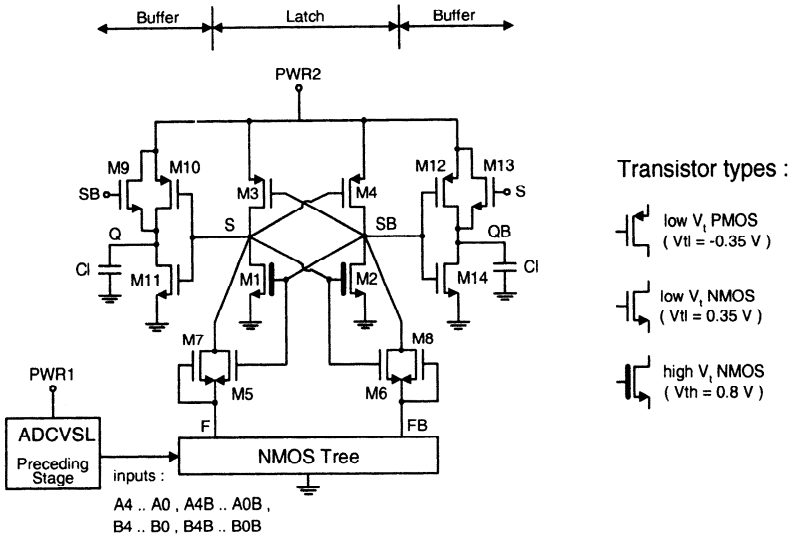 Buffer Latch Buffer
PWR2
M9 M10 M3 M4 M12 M13
SB S SB S
Q QB
Cl M11 M1 M2 M14 Cl
M7 M8
M5 M6
PWR1
F FB
ADCVSL
Preceding
Stage
NMOS Tree
inputs :
A4 .. A0 , A4B .. A0B ,
B4 .. B0 , B4B .. B0B
Transistor types :
low Vt PMOS
( Vtl = -0.35 V )
low Vt NMOS
( Vtl = 0.35 V )
high Vt NMOS
( Vth = 0.8 V )